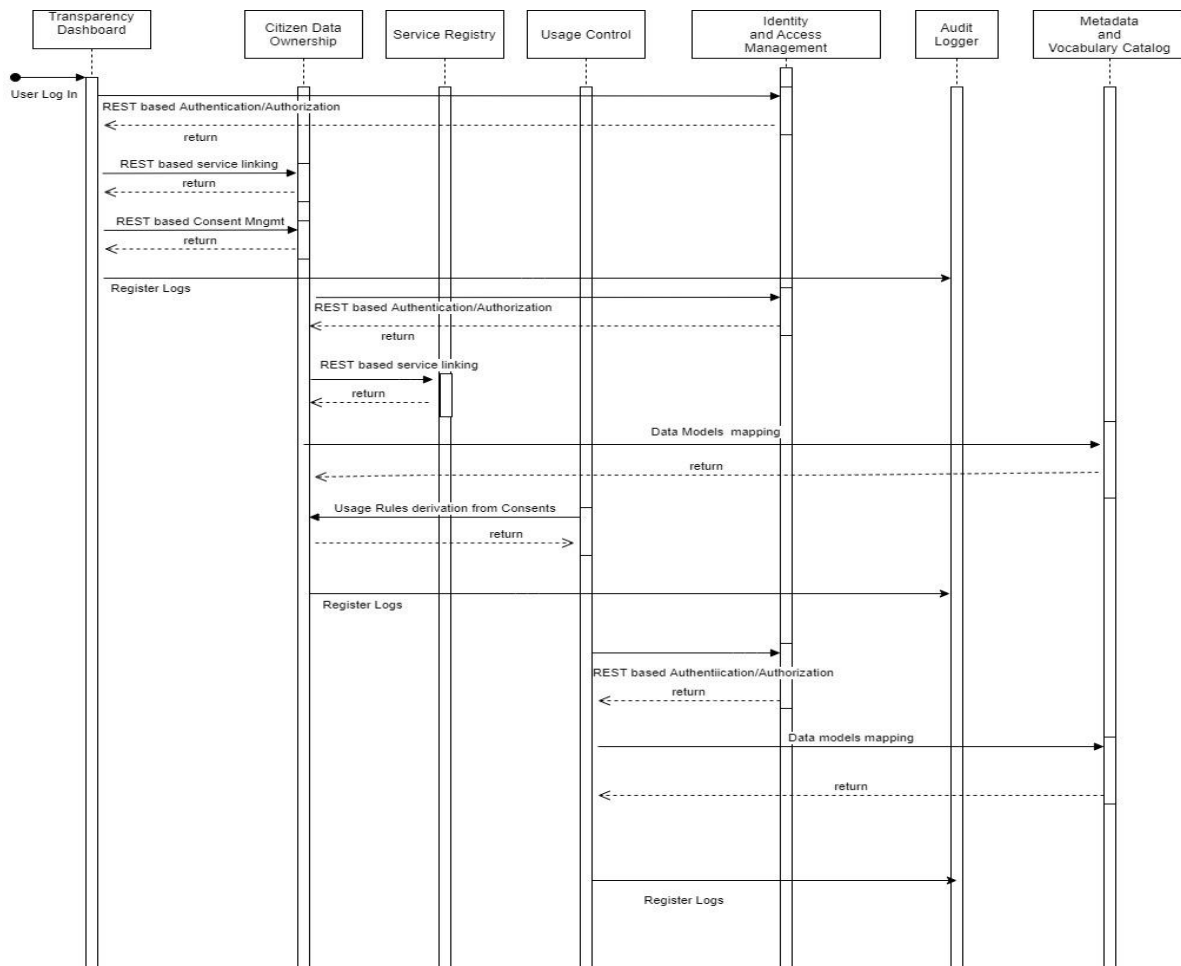 Transparency
Dashboard
Citizen Data
Ownership
Service Registry
Usage Control
Identity
and Access
Management
Audit
Logger
Metadata
and
Vocabulary Catalog
User Log In
REST based Authentication/Authorization
return
REST based service linking
return
REST based Consent Mngmt
return
Register Logs
REST based Authentication/Authorization
return
REST based service linking
return
Data Models mapping
return
Usage Rules derivation from Consents
return
Register Logs
REST based Authentiication/Authorization
return
Data models mapping
return
Register Logs